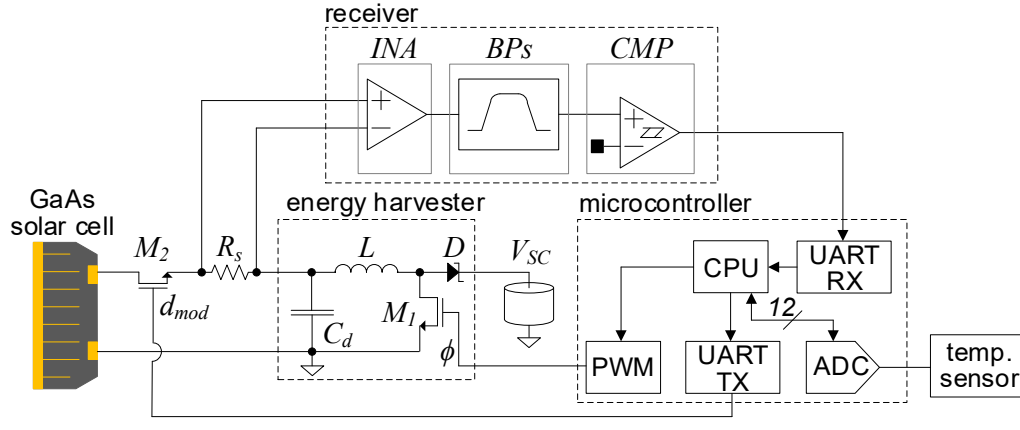 receiver
INA
BPs
CMP
GaAs
solar cell
energy harvester
microcontroller
M2
Rs
L
D
VSC
CPU
UART
RX
dmod
M1
12
Cd
ϕ
PWM
UART
TX
ADC
temp.
sensor